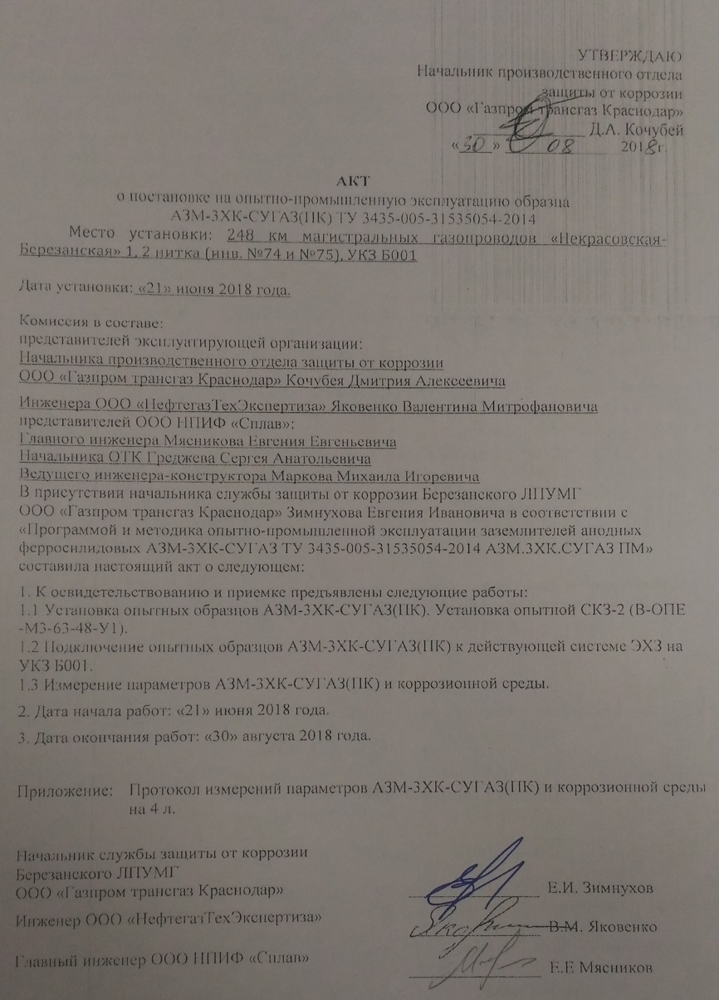 УТВЕРЖДАЮ
Начальник производственного отдела
защиты от коррозии
ООО «Газпром трансгаз Краснодар»
Д.А. Кочубей
«30» 08 2018г.
АКТ
о постановке на опытно-промышленную эксплуатацию образца
АЗМ-3ХК-СУГАЗ(ПК) ТУ 3435-005-31535054-2014
Место установки: 248 км магистральных газопроводов «Некрасовская-
Березанская» 1, 2 нитка (инв. №74 и №75), УКЗ Б001
Дата установки: «21» июня 2018 года.
Комиссия в составе:
представителей эксплуатирующей организации:
Начальника производственного отдела защиты от коррозии
ООО «Газпром трансгаз Краснодар» Кочубея Дмитрия Алексеевича
Инженера ООО «НефтегазТехЭкспертиза» Яковенко Валентина Митрофановича
представителей ООО НПИФ «Сплав»:
Главного инженера Мясникова Евгения Евгеньевича
Начальника ОТК Греджева Сергея Анатольевича
Ведущего инженера-конструктора Маркова Михаила Игоревича
В присутствии начальника службы защиты от коррозии Березанского ЛПУМГ
ООО «Газпром трансгаз Краснодар» Зимнухова Евгения Ивановича в соответствии с
«Программой и методика опытно-промышленной эксплуатации заземлителей анодных
ферросилидовых АЗМ-3ХК-СУГАЗ ТУ 3435-005-31535054-2014 АЗМ.3ХК.СУГАЗ ПМ»
составила настоящий акт о следующем:
1. К освидетельствованию и приемке предъявлены следующие работы:
1.1 Установка опытных образцов АЗМ-3ХК-СУГАЗ(ПК). Установка опытной СКЗ-2 (В-ОПЕ
-М3-63-48-У1).
1.2 Подключение опытных образцов АЗМ-3ХК-СУГАЗ(ПК) к действующей системе ЭХЗ на
УКЗ Б001.
1.3 Измерение параметров АЗМ-3ХК-СУГАЗ(ПК) и коррозионной среды.
2. Дата начала работ: «21» июня 2018 года.
3. Дата окончания работ: «30» августа 2018 года.
Приложение: Протокол измерений параметров АЗМ-3ХК-СУГАЗ(ПК) и коррозионной среды
на 4 л.
Начальник службы защиты от коррозии
Березанского ЛПУМГ
ООО «Газпром трансгаз Краснодар» Е.И. Зимнухов
Инженер ООО «НефтегазТехЭкспертиза» В.М. Яковенко
Главный инженер ООО НПИФ «Сплав» Е.Е Мясников